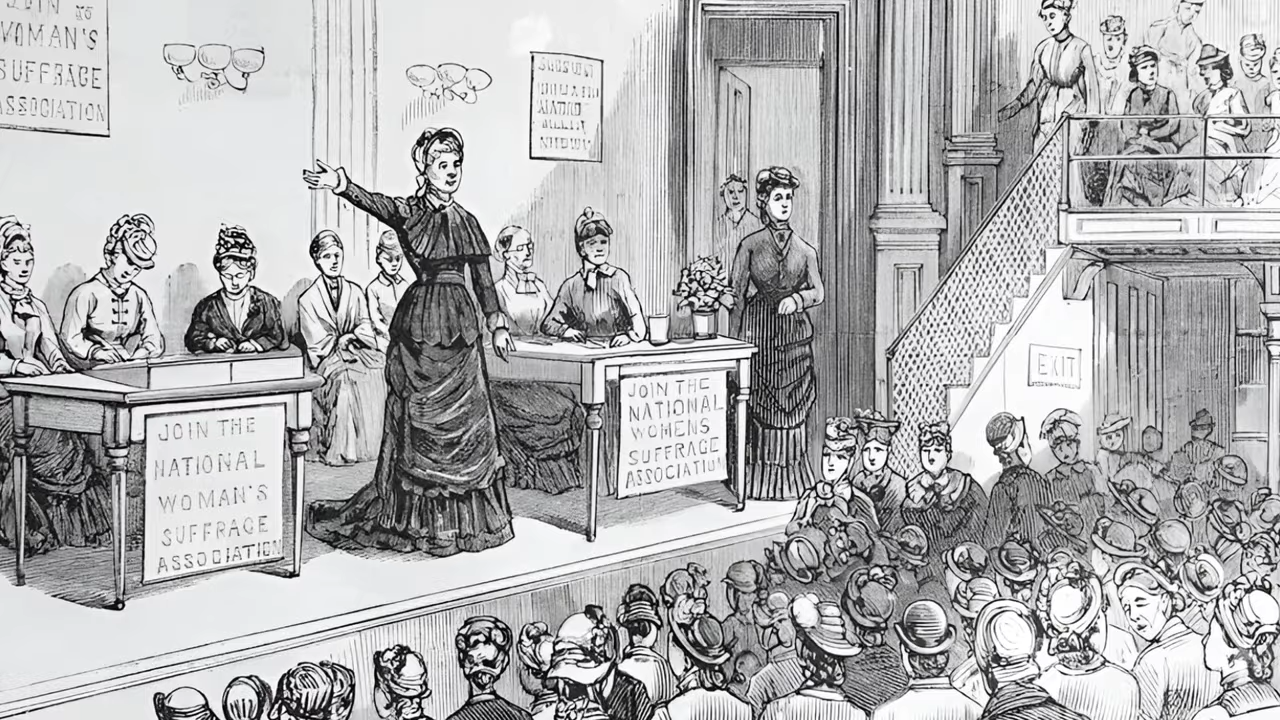 JOIN
WOMAN'S
SUFFRAGE
ASSOCIATION
JOIN THE
NATIONAL
WOMAN'S
SUFFRAGE
ASSOCIATION
JOIN THE
NATIONAL
WOMENS
SUFFRAGE
ASSOCIATION
EXIT